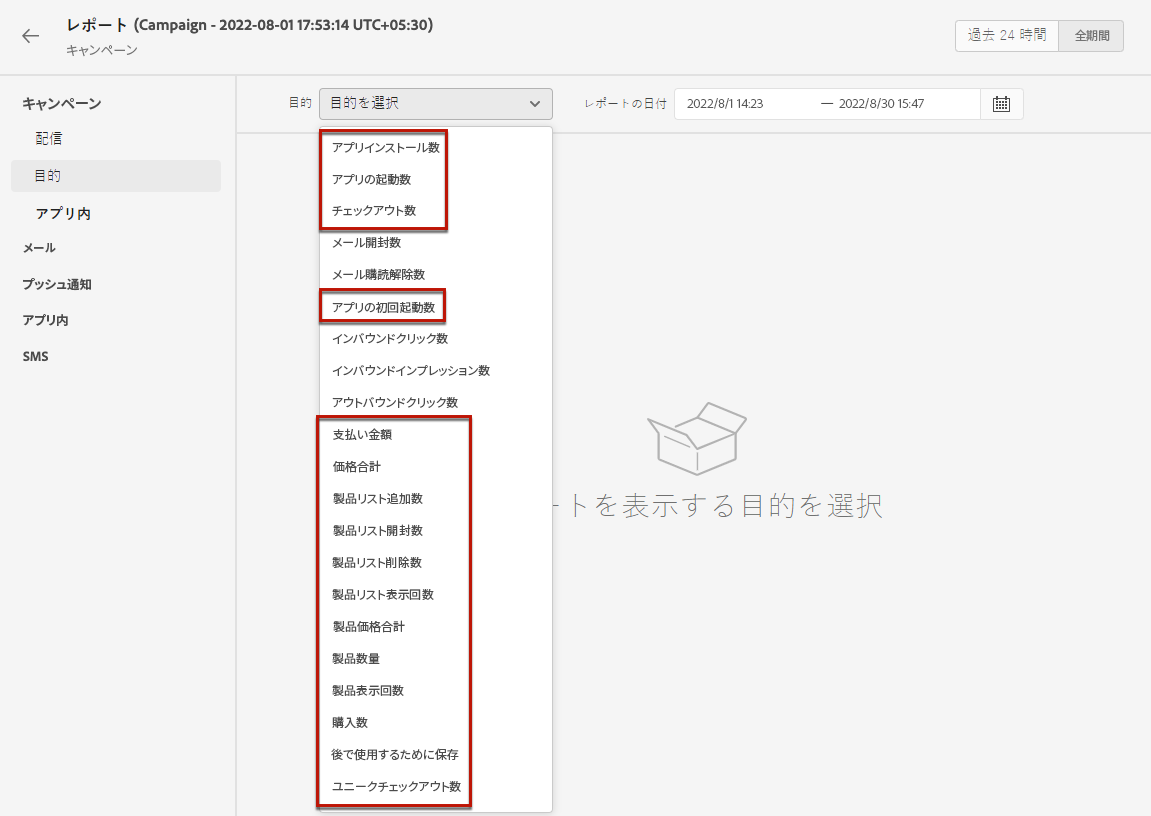 レポート (Campaign - 2022-08-01 17:53:14 UTC+05:30)
キャンペーン
過去 24 時間
全期間
キャンペーン
配信
目的
アプリ内
メール
プッシュ通知
アプリ内
SMS
目的
目的を選択
レポートの日付
2022/8/1 14:23
— 2022/8/30 15:47
アプリインストール数
アプリの起動数
チェックアウト数
メール開封数
メール購読解除数
アプリの初回起動数
インバウンドクリック数
インバウンドインプレッション数
アウトバウンドクリック数
支払い金額
価格合計
製品リスト追加数
製品リスト開封数
製品リスト削除数
製品リスト表示回数
製品価格合計
製品数量
製品表示回数
購入数
後で使用するために保存
ユニークチェックアウト数
ートを表示する目的を選択